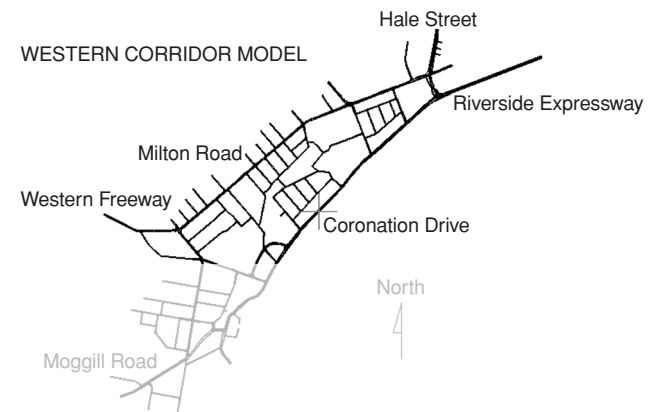 Hale Street
WESTERN CORRIDOR MODEL
Riverside Expressway
Milton Road
Western Freeway
Coronation Drive
North
Moggill Road